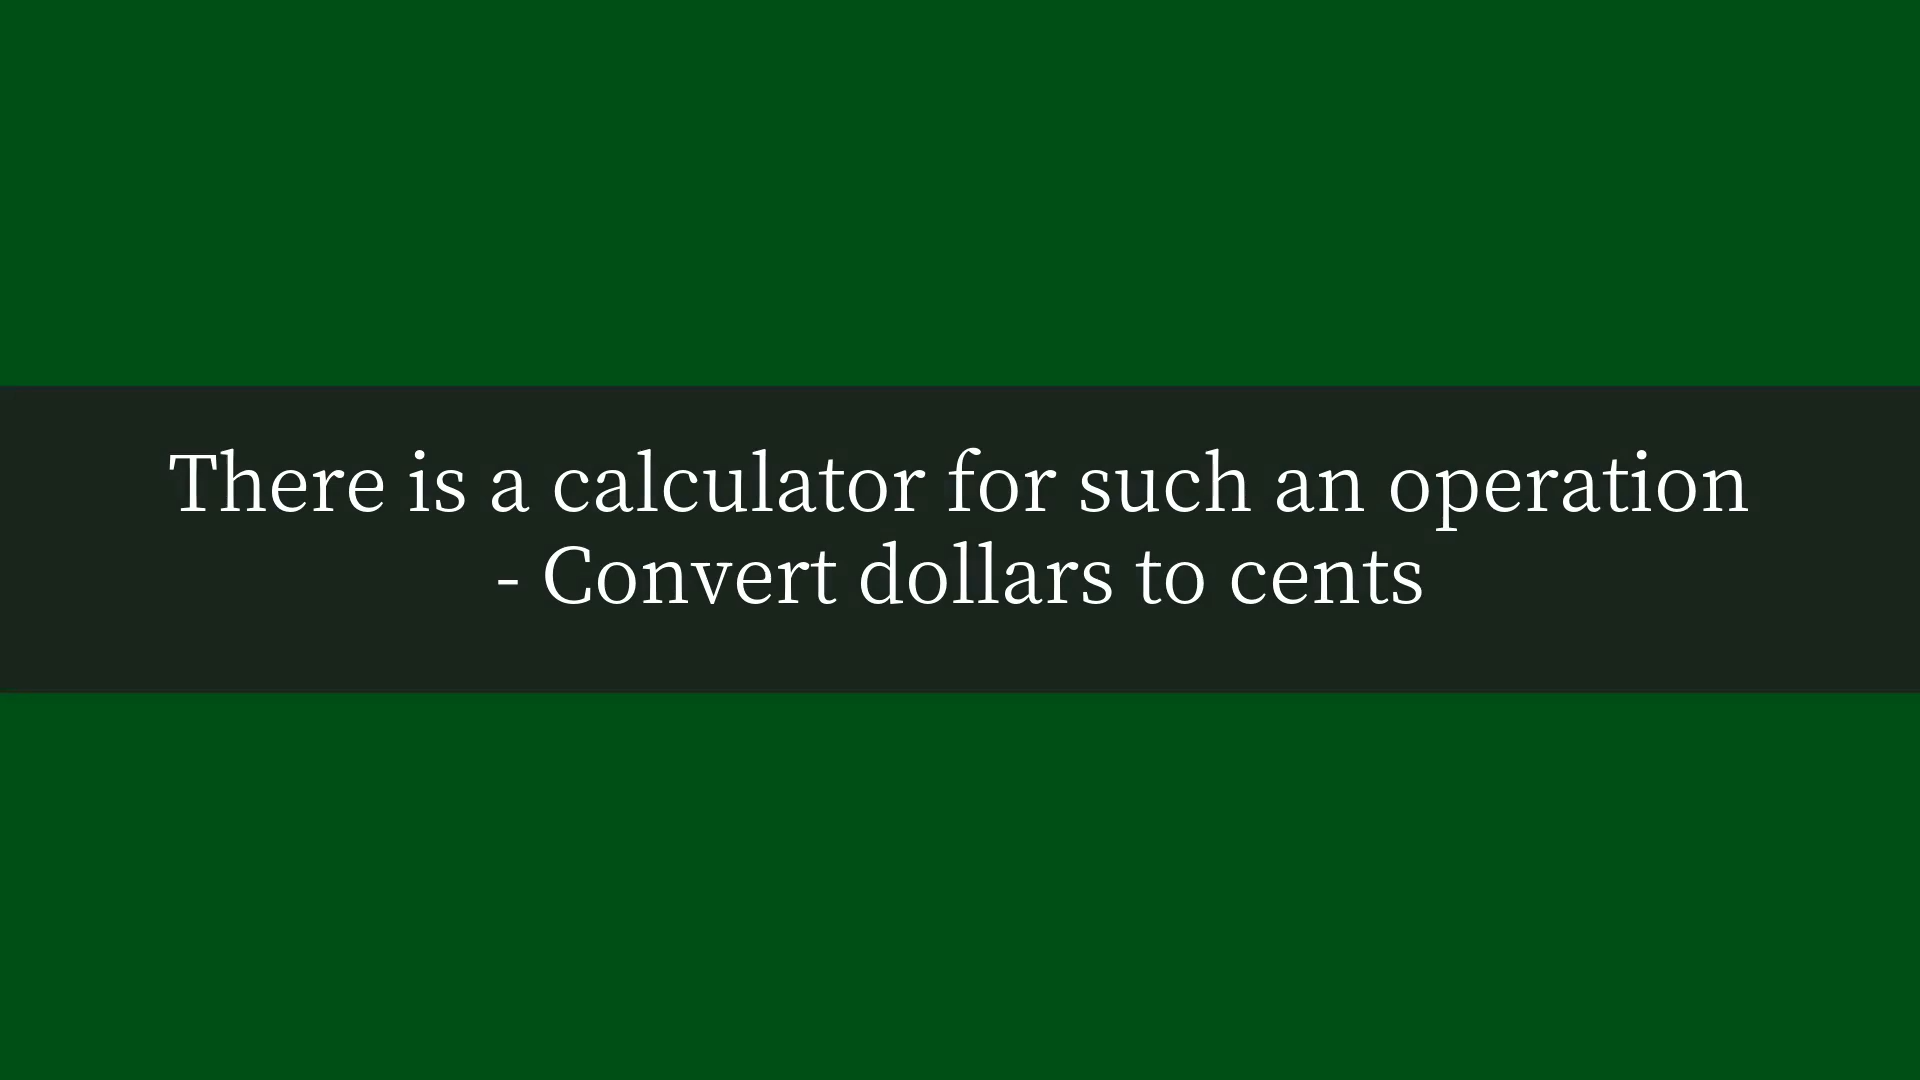 There is a calculator for such an operation
- Convert dollars to cents